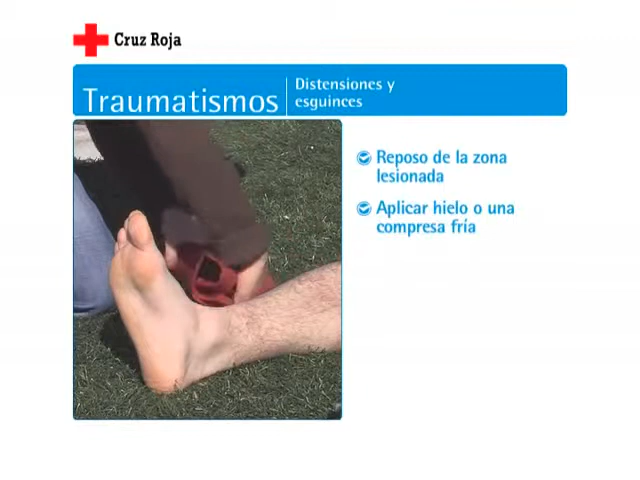 Cruz Roja
Traumatismos
Distensiones y
esguinces
Reposo de la zona
lesionada
Aplicar hielo o una
compresa fría